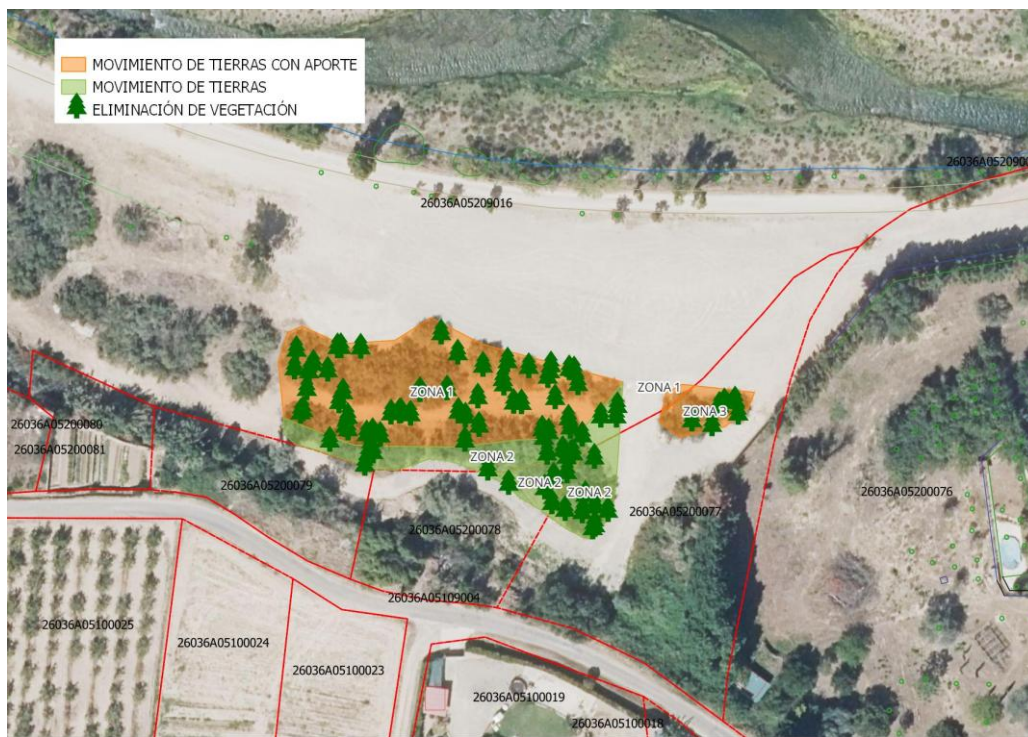 MOVIMIENTO DE TIERRAS CON APORTE
MOVIMIENTO DE TIERRAS
ELIMINACIÓN DE VEGETACIÓN
26036A0520900
26036A05209016
ZONA 1
ZONA 1
ZONA 3
26036A05200080
26036A05200081
ZONA 2
26036A05200079
ZONA 2
ZONA 2
26036A05200076
26036A05200077
26036A05200078
26036A05109004
26036A05100025
26036A05100024
26036A05100023
26036A05100019
26036A05100018